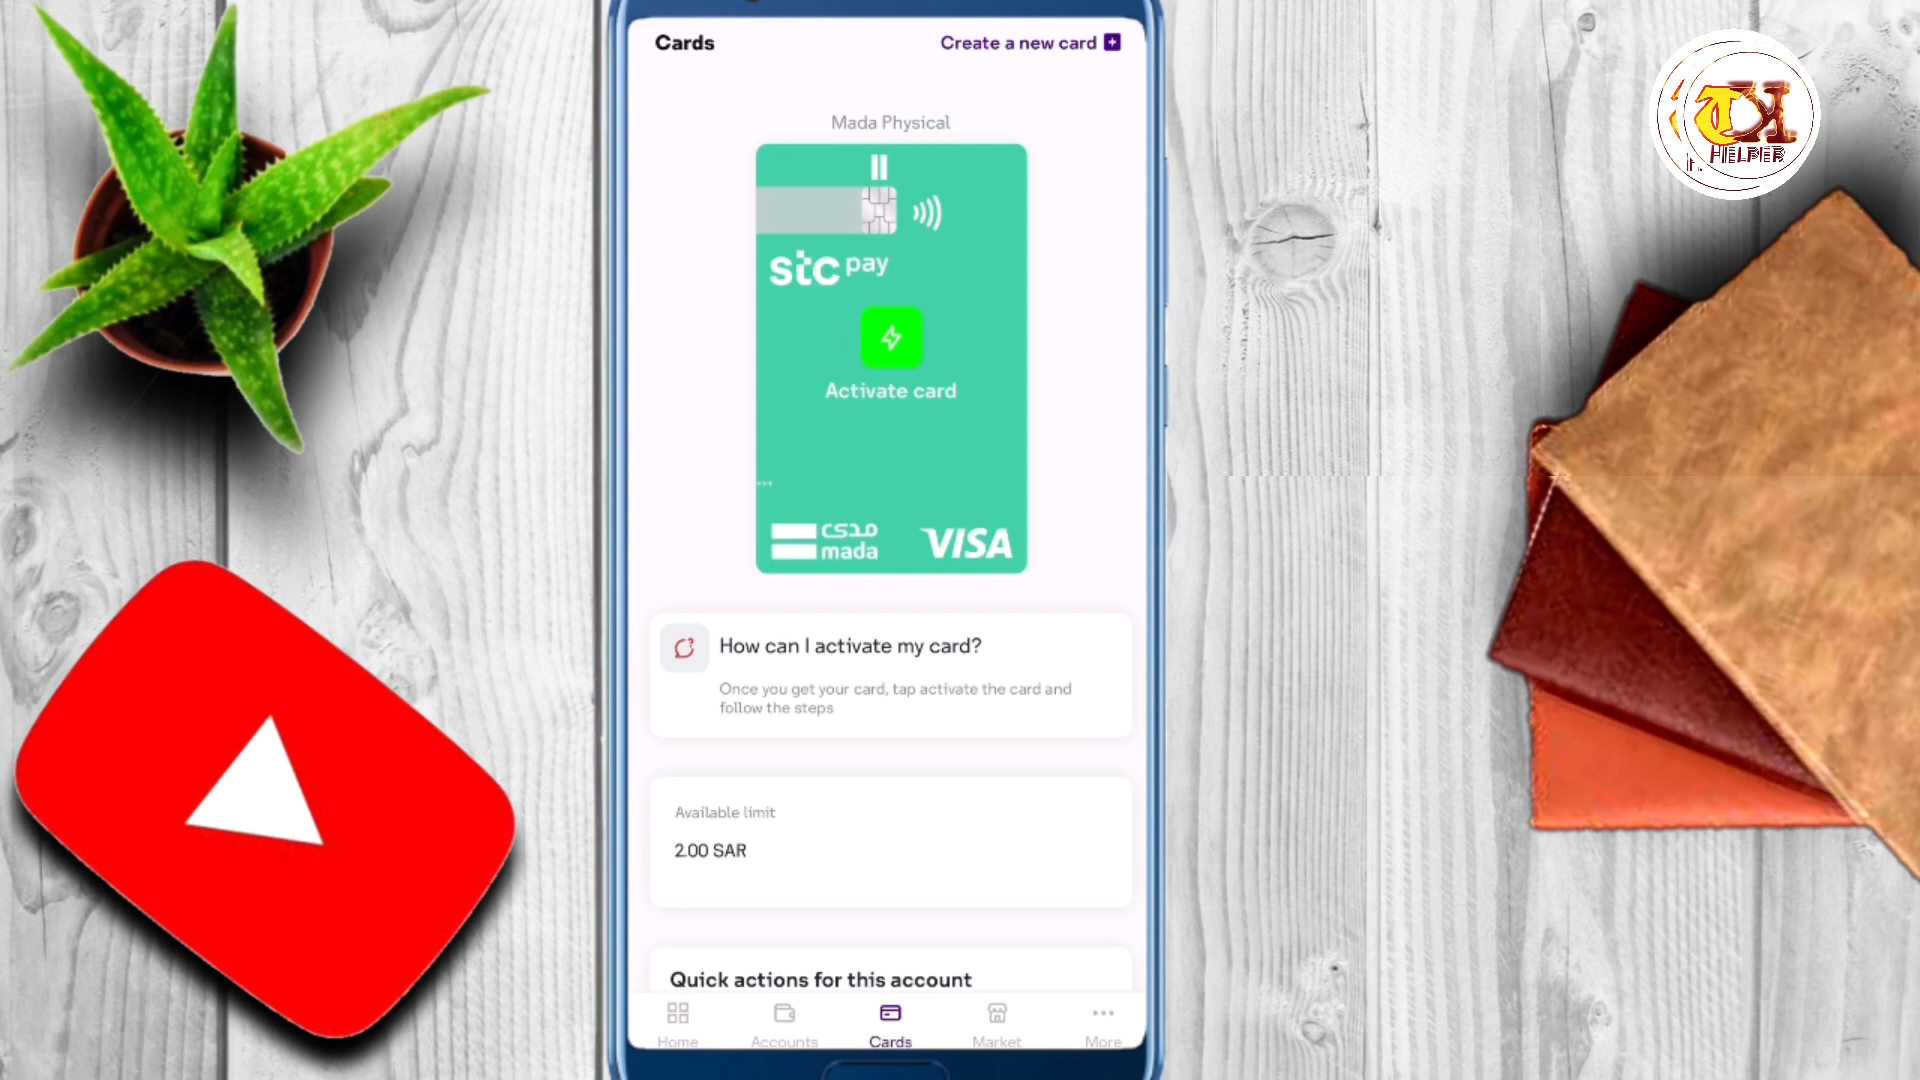 Cards
Create a new card
Mada Physical
stc pay
Activate card
مدى
mada
VISA
How can I activate my card?
Once you get your card, tap activate the card and
follow the steps
Available limit
2.00 SAR
Quick actions for this account
Home
Accounts
Cards
Market
More
TK
HELPER